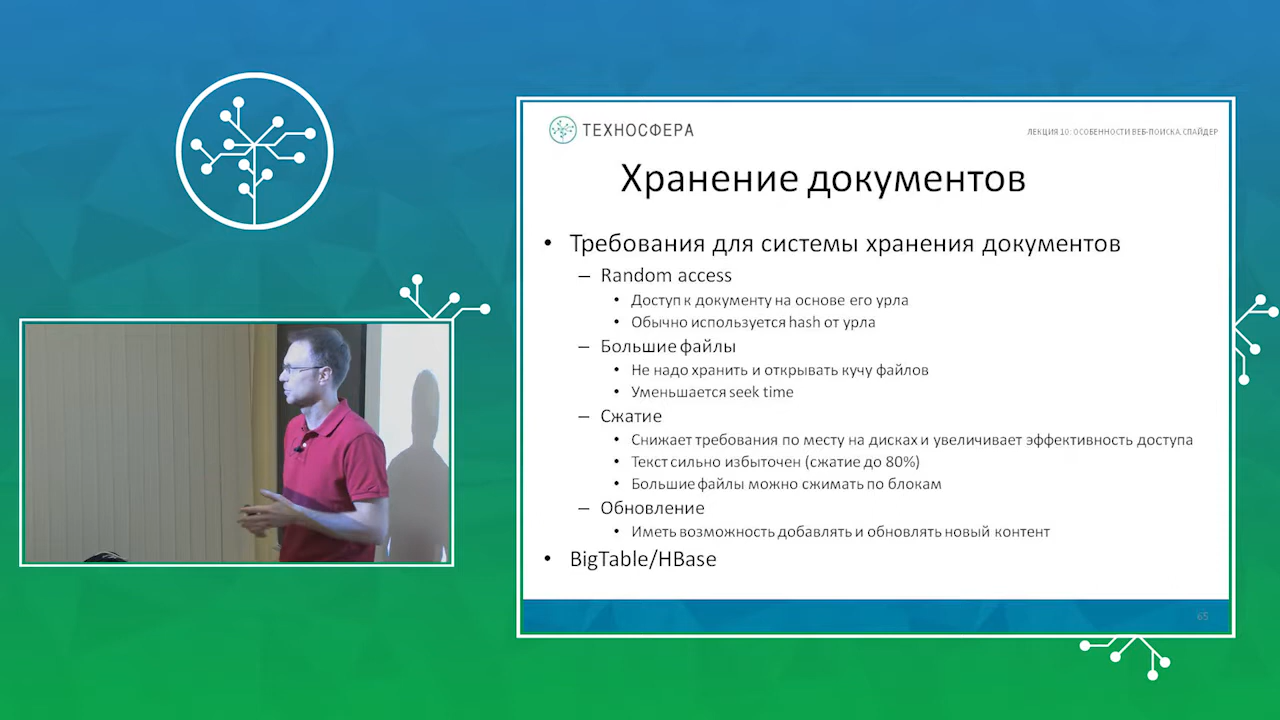 ТЕХНОСФЕРА
ЛЕКЦИЯ 10: ОСОБЕННОСТИ ВЕБ-ПОИСКА. СПАЙДЕР
Хранение документов
• Требования для системы хранения документов
– Random access
• Доступ к документу на основе его урла
• Обычно используется hash от урла
– Большие файлы
• Не надо хранить и открывать кучу файлов
• Уменьшается seek time
– Сжатие
• Снижает требования по месту на дисках и увеличивает эффективность доступа
• Текст сильно избыточен (сжатие до 80%)
• Большие файлы можно сжимать по блокам
– Обновление
• Иметь возможность добавлять и обновлять новый контент
• BigTable/HBase
65